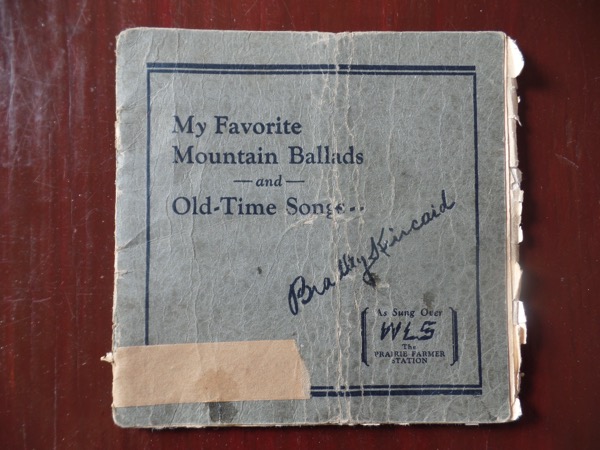 My Favorite
Mountain Ballads
—and—
Old-Time Songs--
Bradley Kincaid
As Sung Over
WLS
The
PRAIRIE FARMER
STATION